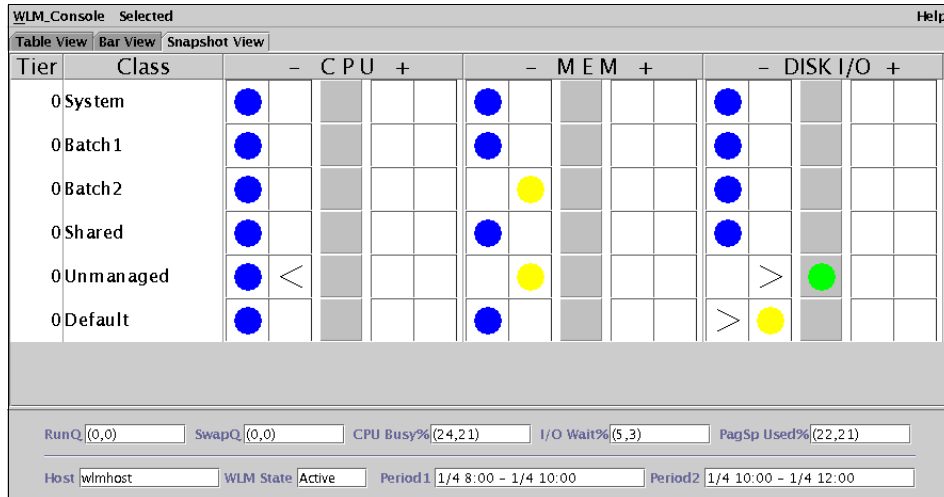 WLM_Console Selected Help
Table View Bar View Snapshot View
Tier Class - CPU + - MEM + - DISK I/O +
0 System
0 Batch1
0 Batch2
0 Shared
0 Unmanaged < >
0 Default >
RunQ (0,0) SwapQ (0,0) CPU Busy% (24,21) I/O Wait% (5,3) PagSp Used% (22,21)
Host wlmhost WLM State Active Period1 1/4 8:00 - 1/4 10:00 Period2 1/4 10:00 - 1/4 12:00